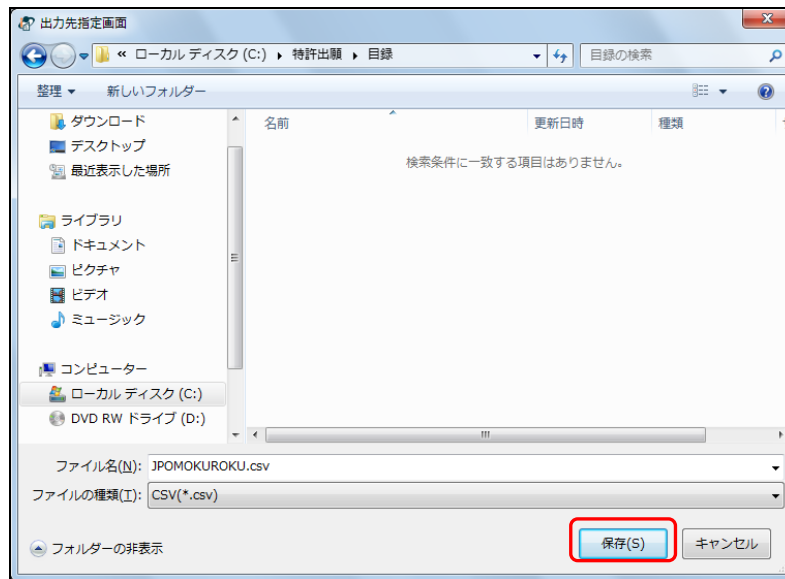 出力先指定画面
« ローカル ディスク (C:) 特許出願 目録
目録の検索
整理 新しいフォルダー
名前 更新日時 種類
検索条件に一致する項目はありません。
ダウンロード
デスクトップ
最近表示した場所
ライブラリ
ドキュメント
ピクチャ
ビデオ
ミュージック
コンピューター
ローカル ディスク (C:)
DVD RW ドライブ (D:)
ファイル名(N): JPOMOKUROKU.csv
ファイルの種類(T): CSV(*.csv)
フォルダーの非表示 保存(S) キャンセル